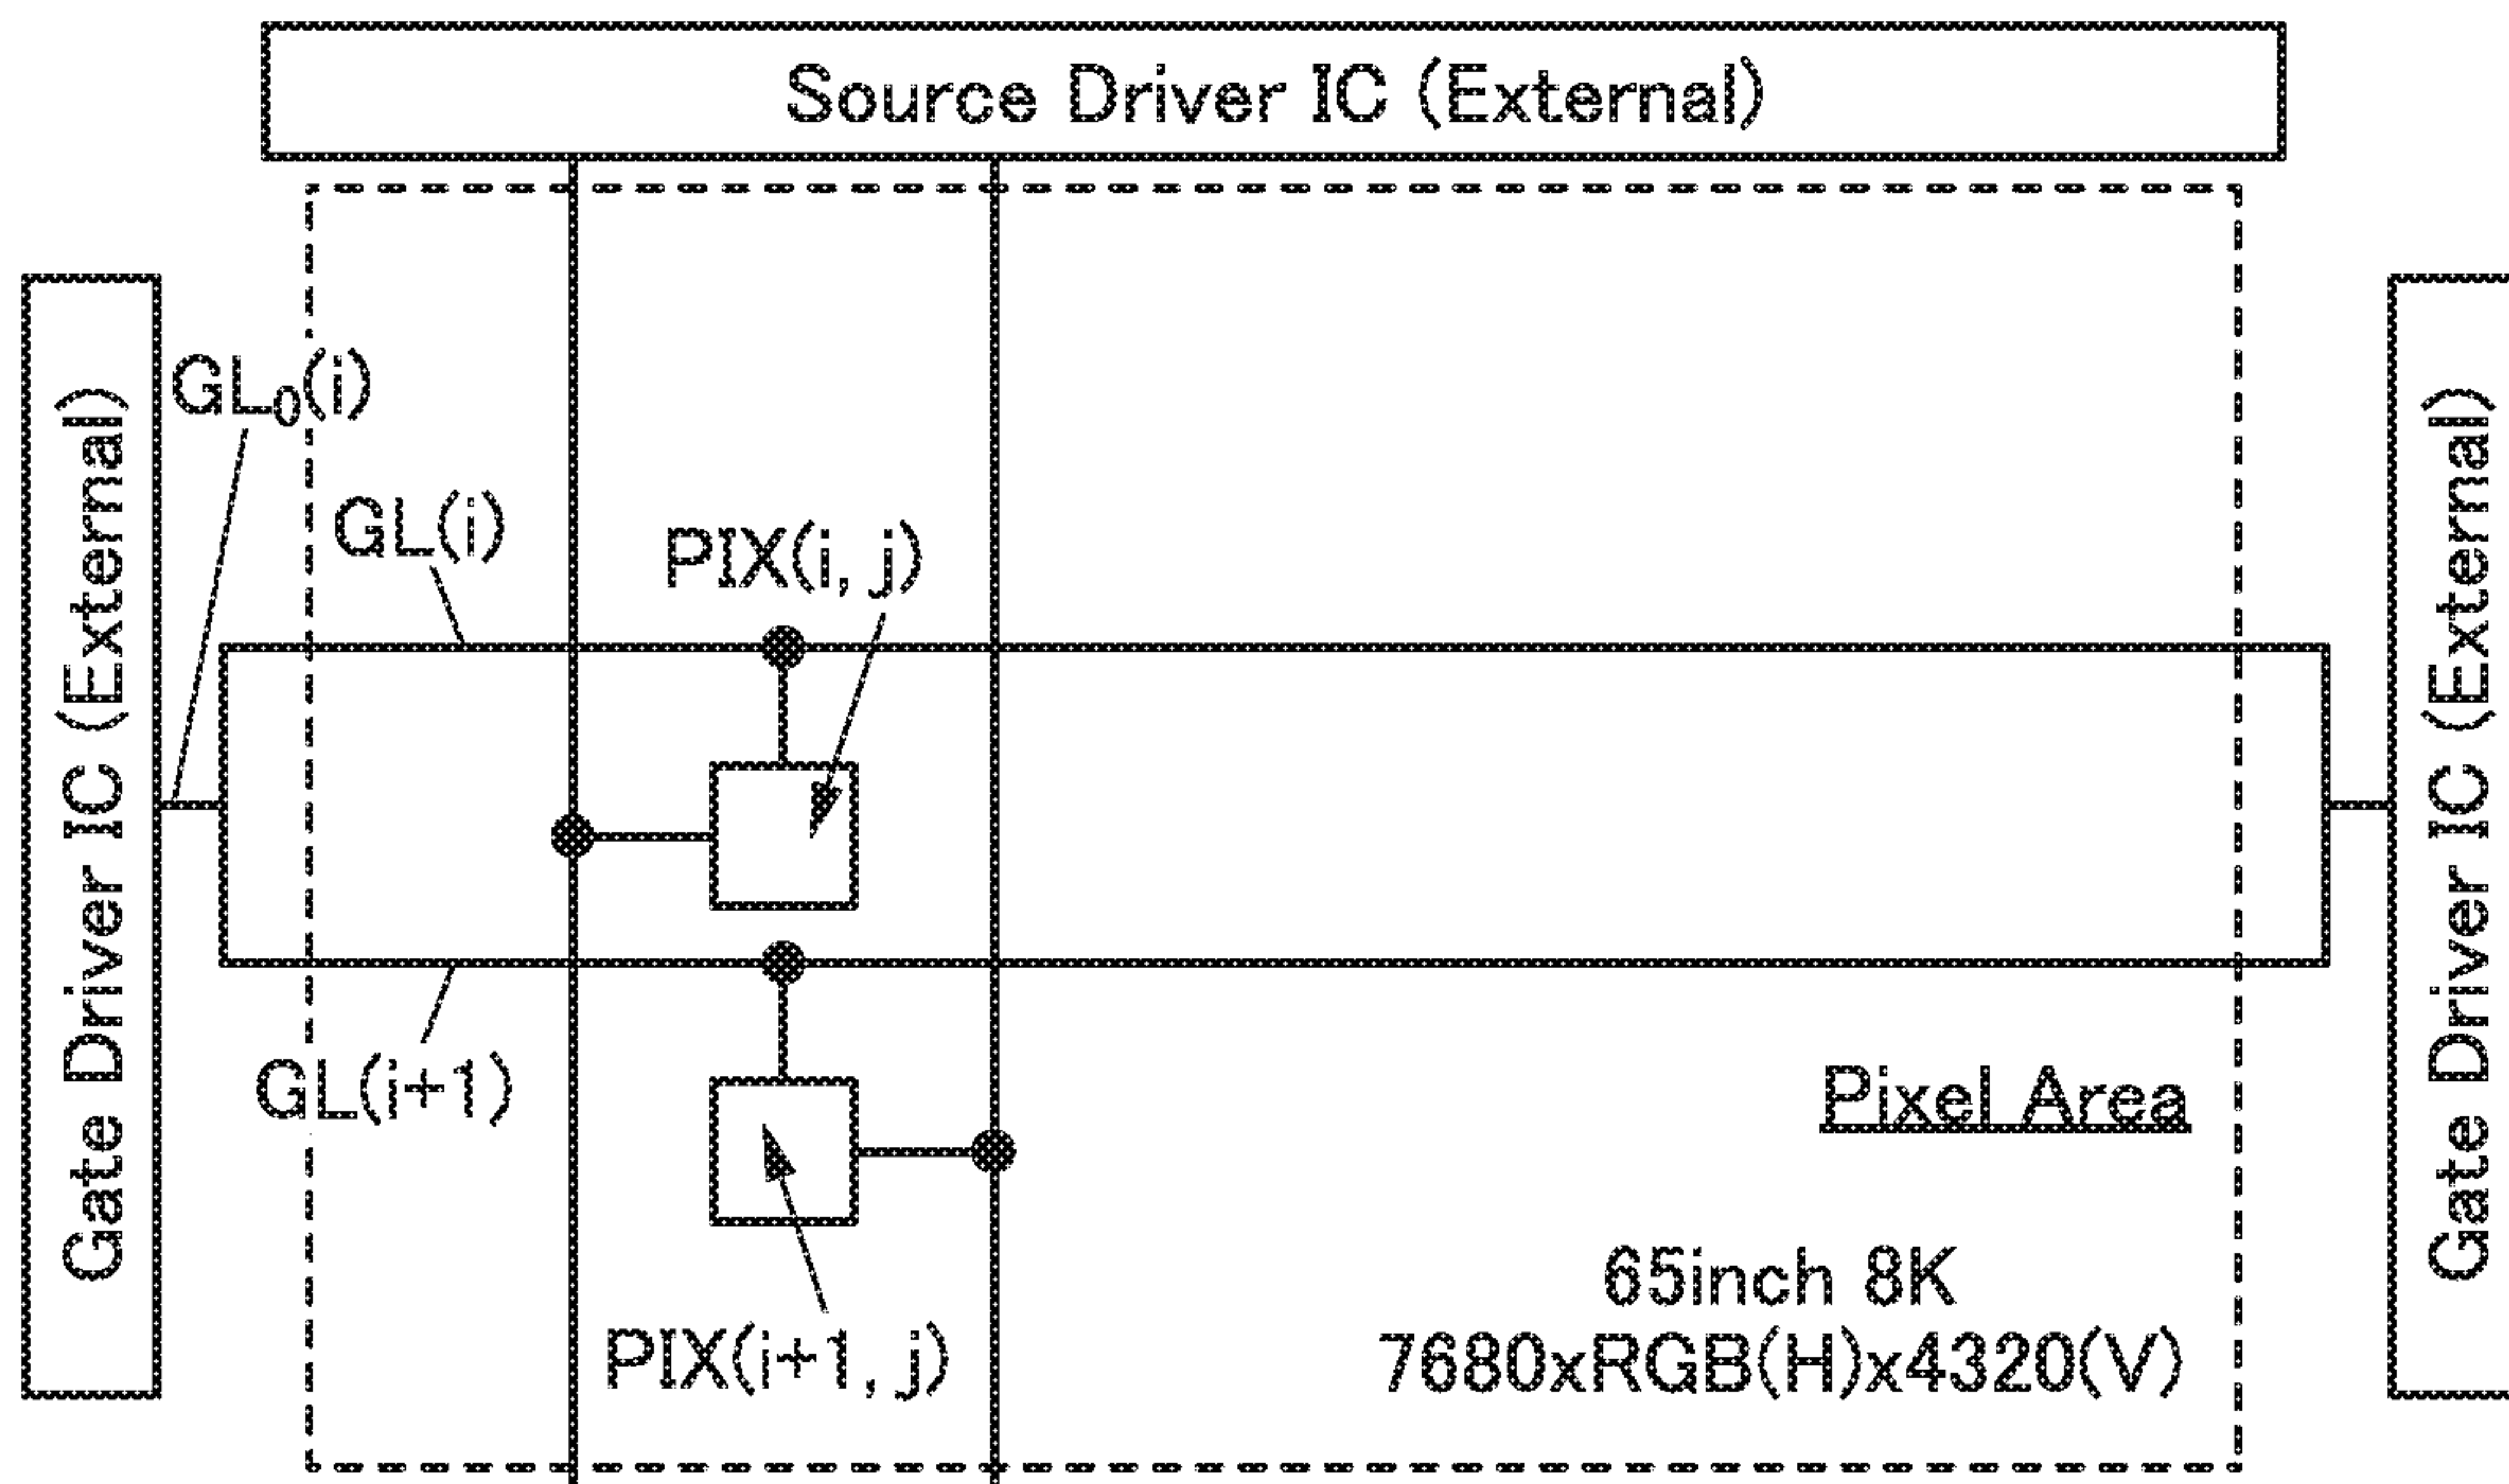 Source Driver IC (External)
Gate Driver IC (External)
GL₀(i)
GL(i)
PIX(i, j)
Gate Driver IC (External)
GL(i+1)
Pixel Area
PIX(i+1, j)
65inch 8K
7680xRGB(H)x4320(V)